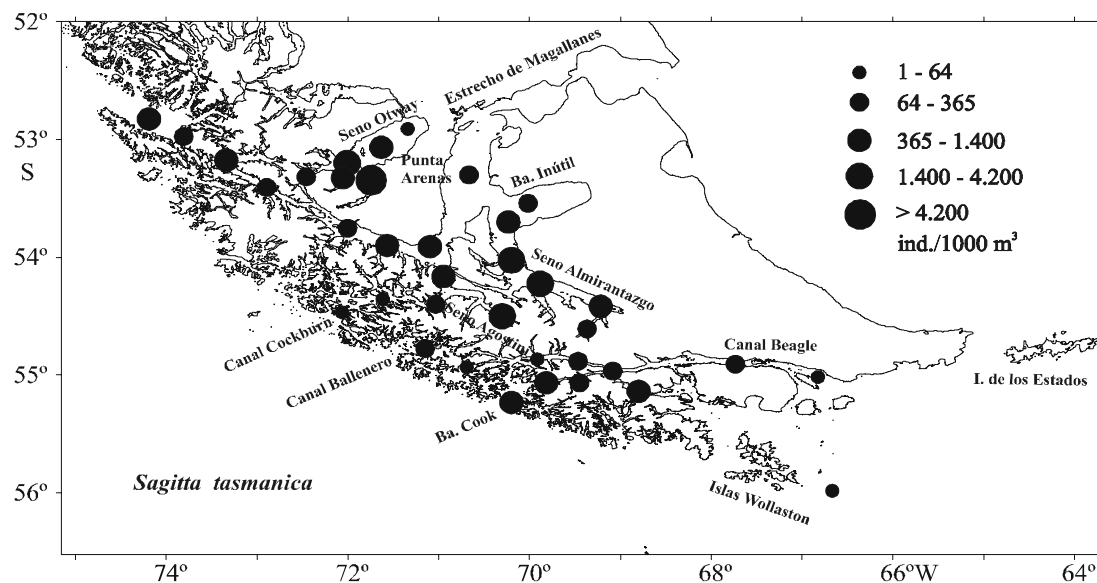 52º
53º
S
54º
55º
56º
74º
72º
70º
68º
66ºW
64º
Estrecho de Magallanes
Seno Otway
Punta
Arenas
Ba. Inútil
Seno Almirantazgo
Seno Agostini
Canal Cockburn
Canal Ballenero
Ba. Cook
Canal Beagle
I. de los Estados
Islas Wollaston
Sagitta tasmanica
1 - 64
64 - 365
365 - 1.400
1.400 - 4.200
> 4.200
ind./1000 m³